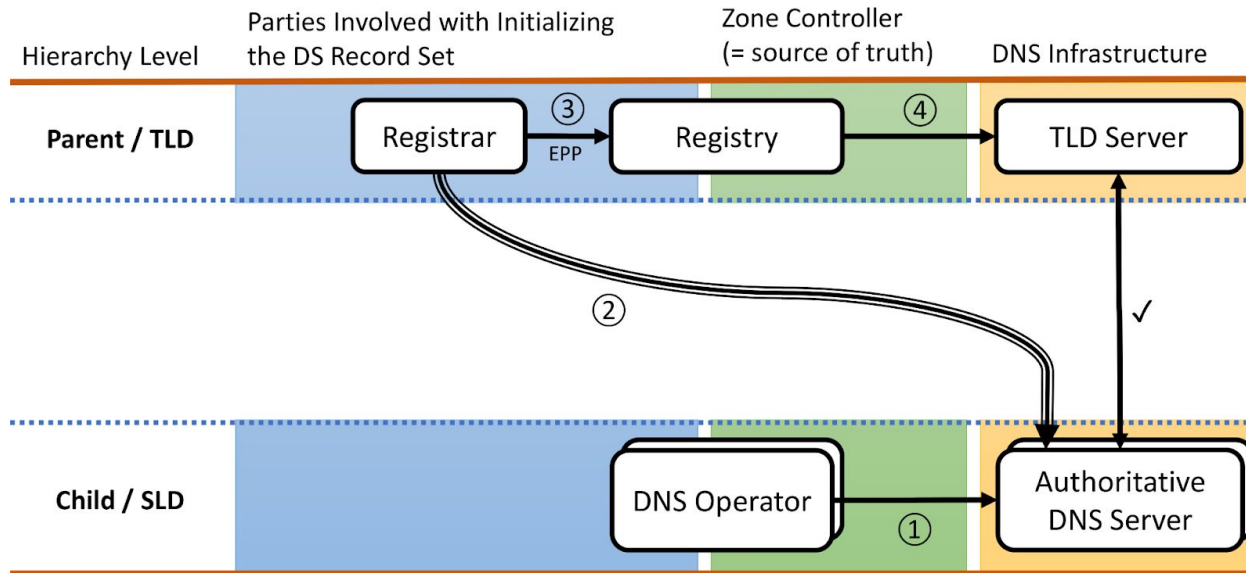 Hierarchy Level
Parties Involved with Initializing
the DS Record Set
Zone Controller
(= source of truth)
DNS Infrastructure
Parent / TLD
Registrar
③
EPP
Registry
④
TLD Server
②
✓
Child / SLD
DNS Operator
①
Authoritative
DNS Server